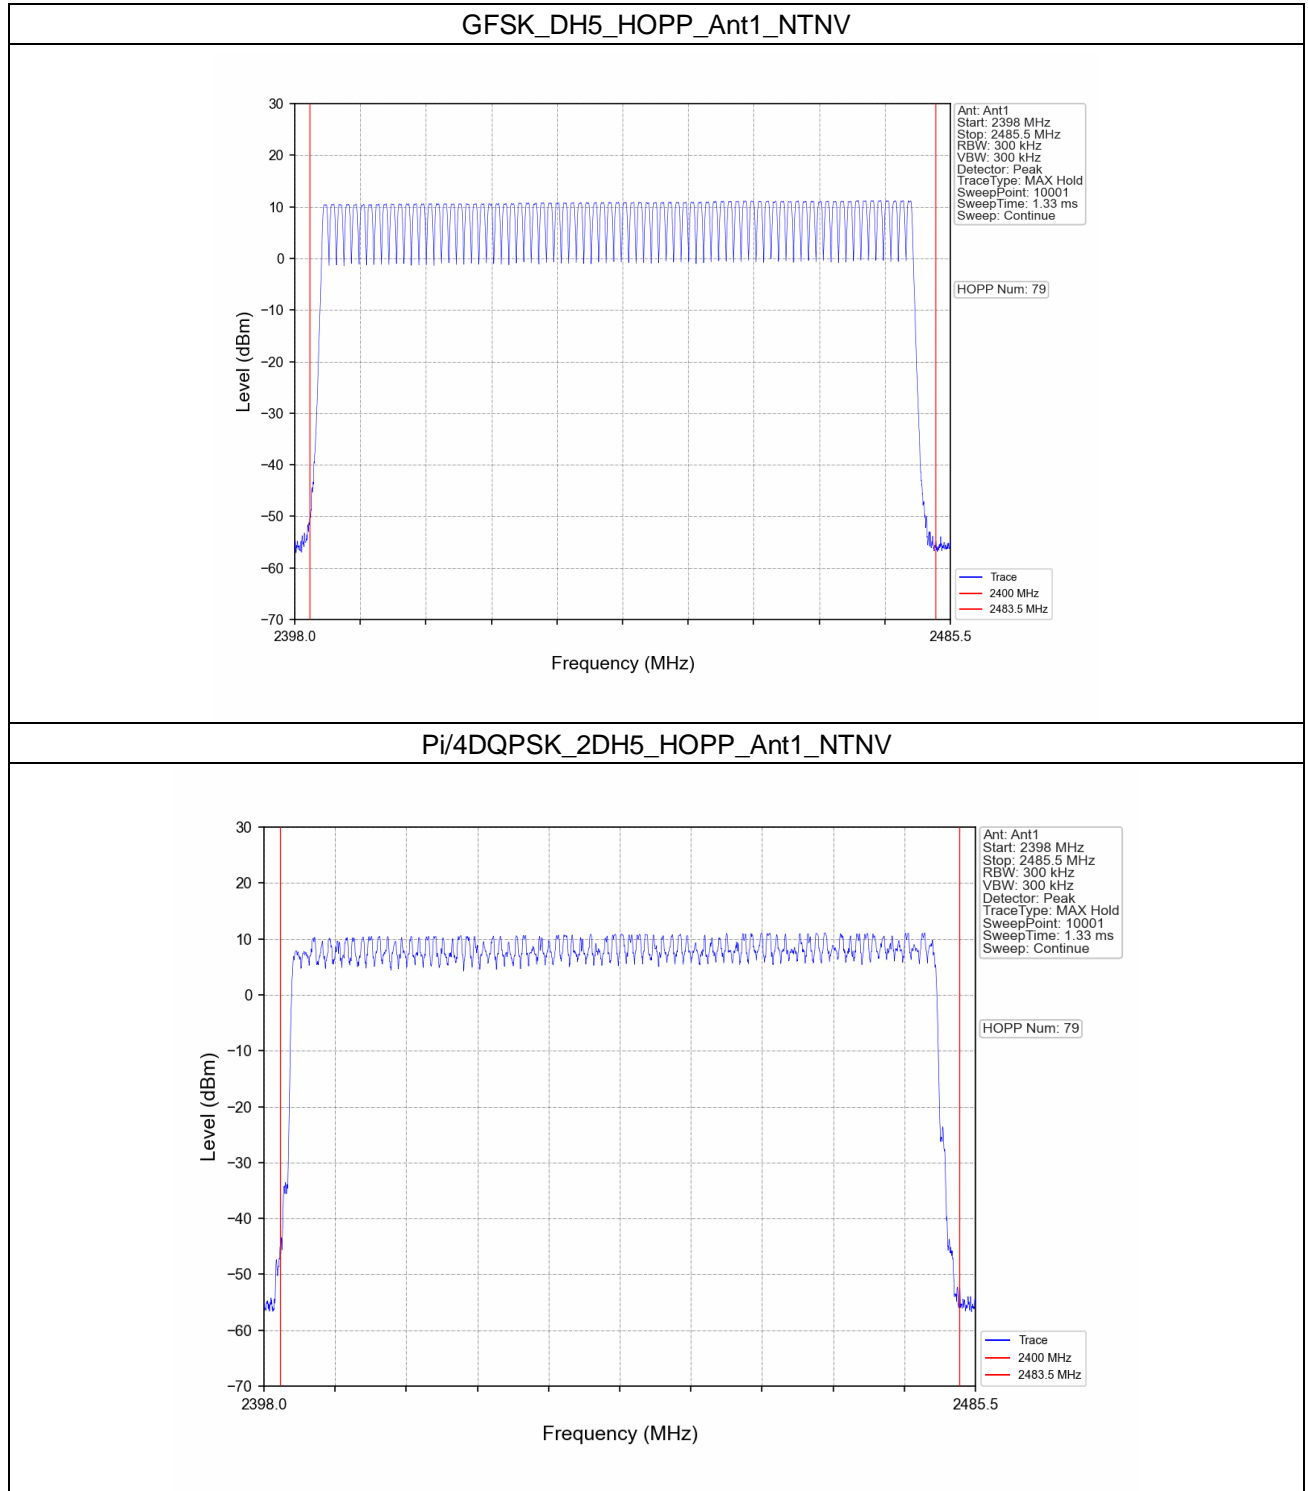 GFSK_DH5_HOPP_Ant1_NTNV
30
20
10
0
−10
−20
−30
−40
−50
−60
−70
Level (dBm)
2398.0
2485.5
Frequency (MHz)
Ant: Ant1
Start: 2398 MHz
Stop: 2485.5 MHz
RBW: 300 kHz
VBW: 300 kHz
Detector: Peak
TraceType: MAX Hold
SweepPoint: 10001
SweepTime: 1.33 ms
Sweep: Continue
HOPP Num: 79
Trace
2400 MHz
2483.5 MHz
Pi/4DQPSK_2DH5_HOPP_Ant1_NTNV
30
20
10
0
−10
−20
−30
−40
−50
−60
−70
Level (dBm)
2398.0
2485.5
Frequency (MHz)
Ant: Ant1
Start: 2398 MHz
Stop: 2485.5 MHz
RBW: 300 kHz
VBW: 300 kHz
Detector: Peak
TraceType: MAX Hold
SweepPoint: 10001
SweepTime: 1.33 ms
Sweep: Continue
HOPP Num: 79
Trace
2400 MHz
2483.5 MHz